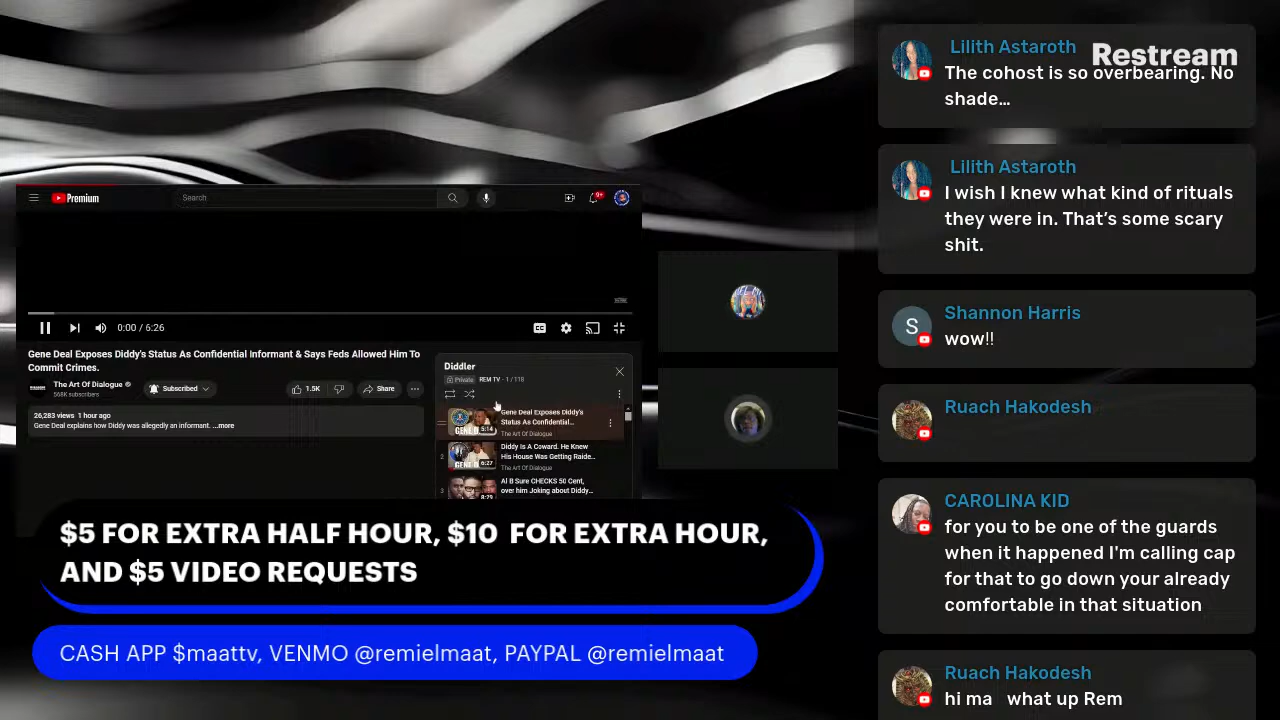 Restream
Premium
Search
9+
0:00 / 6:26
Gene Deal Exposes Diddy's Status As Confidential Informant & Says Feds Allowed Him To
Commit Crimes.
The Art Of Dialogue
568K subscribers
Subscribed
1.5K
Share
26,283 views 1 hour ago
Gene Deal explains how Diddy was allegedly an informant. ...more
Diddler
Private REM TV - 1 / 118
Gene Deal Exposes Diddy's
Status As Confidential...
The Art Of Dialogue
5:14
2
Diddy Is A Coward. He Knew
His House Was Getting Raide...
The Art Of Dialogue
6:27
3
Al B Sure CHECKS 50 Cent,
over him Joking about Diddy...
8:29
$5 FOR EXTRA HALF HOUR, $10 FOR EXTRA HOUR,
AND $5 VIDEO REQUESTS
CASH APP $maattv, VENMO @remielmaat, PAYPAL @remielmaat
Lilith Astaroth
The cohost is so overbearing. No
shade…
Lilith Astaroth
I wish I knew what kind of rituals
they were in. That’s some scary
shit.
S
Shannon Harris
wow!!
Ruach Hakodesh
CAROLINA KID
for you to be one of the guards
when it happened I'm calling cap
for that to go down your already
comfortable in that situation
Ruach Hakodesh
hi ma what up Rem